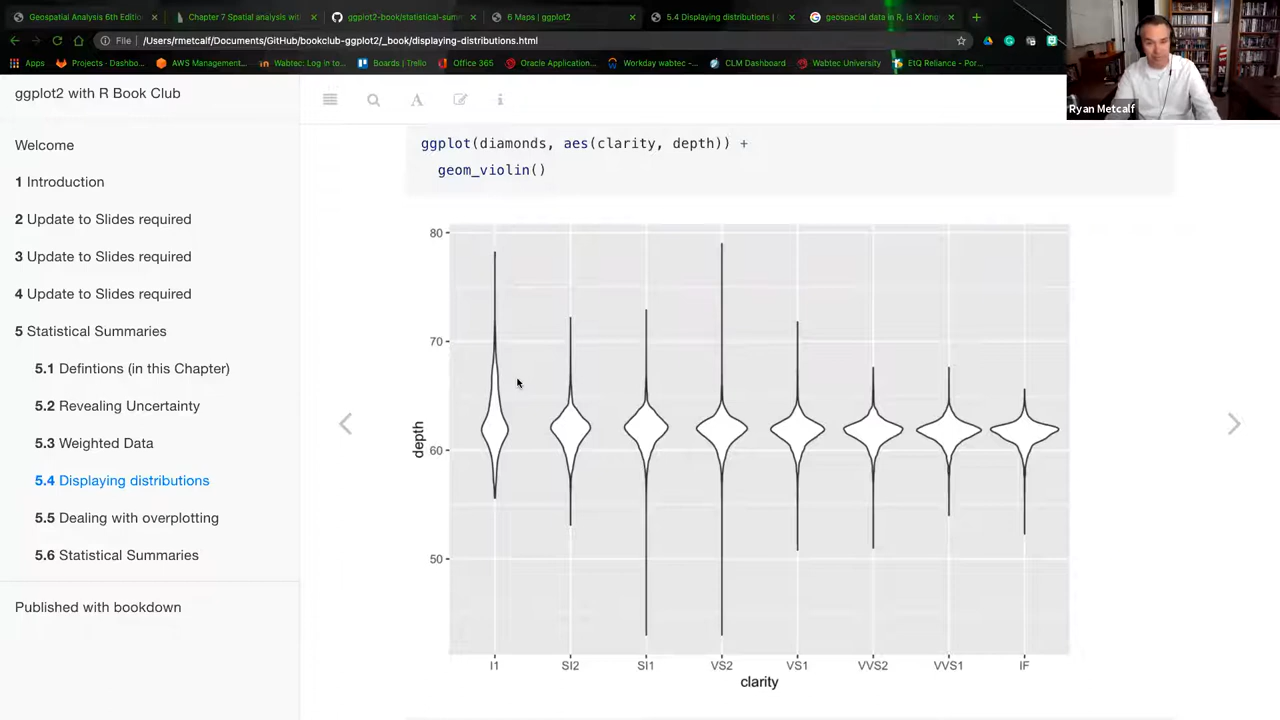 Geospatial Analysis 6th Edition
Chapter 7 Spatial analysis with
ggplot2-book/statistical-summ
6 Maps | ggplot2
5.4 Displaying distributions |
geospacial data in R, is X long
File /Users/rmetcalf/Documents/GitHub/bookclub-ggplot2/_book/displaying-distributions.html
Apps
Projects - Dashbo...
AWS Management...
Wabtec: Log in to...
Boards | Trello
Office 365
Oracle Application...
Workday wabtec -...
CLM Dashboard
Wabtec University
EtQ Reliance - Por...
Ryan Metcalf
ggplot2 with R Book Club
Welcome
1 Introduction
2 Update to Slides required
3 Update to Slides required
4 Update to Slides required
5 Statistical Summaries
5.1 Defintions (in this Chapter)
5.2 Revealing Uncertainty
5.3 Weighted Data
5.4 Displaying distributions
5.5 Dealing with overplotting
5.6 Statistical Summaries
Published with bookdown
ggplot(diamonds, aes(clarity, depth)) +
geom_violin()
80
70
60
50
depth
I1 SI2 SI1 VS2 VS1 VVS2 VVS1 IF
clarity